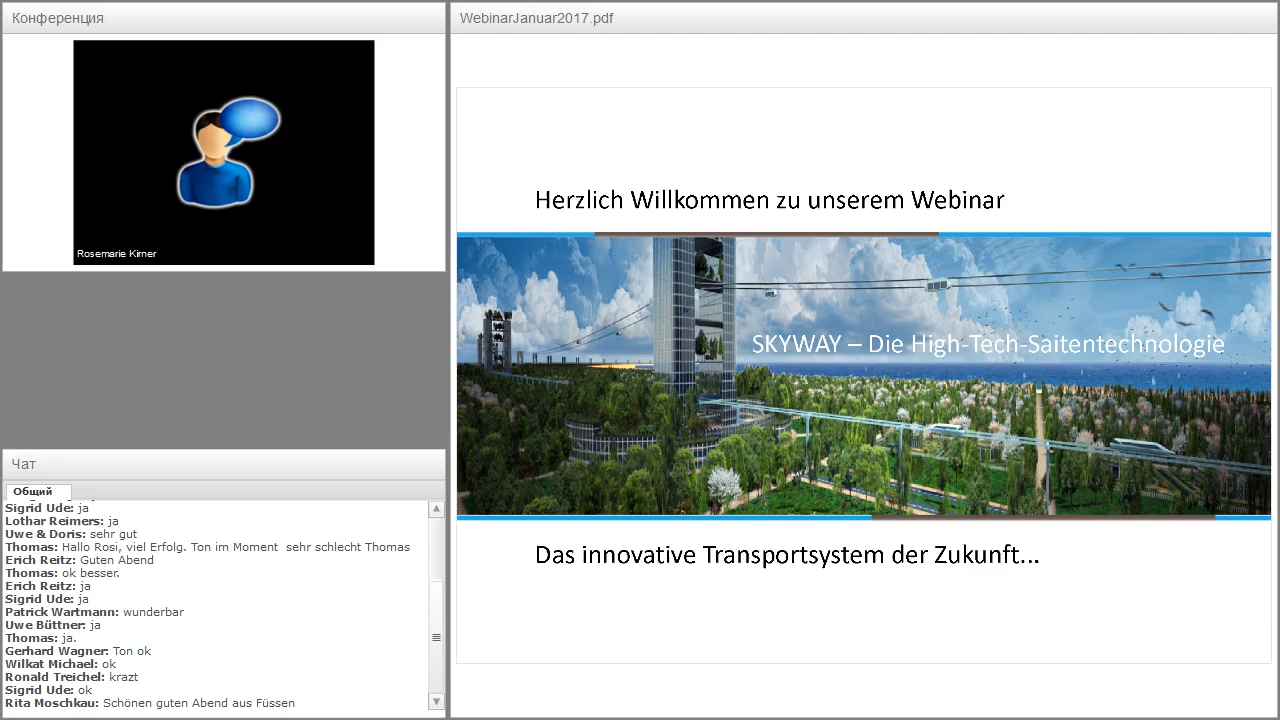 Конференция
Rosemarie Kirner
Чат
Общий
Sigrid Ude: ja
Lothar Reimers: ja
Uwe & Doris: sehr gut
Thomas: Hallo Rosi, viel Erfolg. Ton im Moment  sehr schlecht Thomas
Erich Reitz: Guten Abend
Thomas: ok besser.
Erich Reitz: ja
Sigrid Ude: ja
Patrick Wartmann: wunderbar
Uwe Büttner: ja
Thomas: ja.
Gerhard Wagner: Ton ok
Wilkat Michael: ok
Ronald Treichel: krazt
Sigrid Ude: ok
Rita Moschkau: Schönen guten Abend aus Füssen
WebinarJanuar2017.pdf
Herzlich Willkommen zu unserem Webinar
SKYWAY – Die High-Tech-Saitentechnologie
Das innovative Transportsystem der Zukunft...